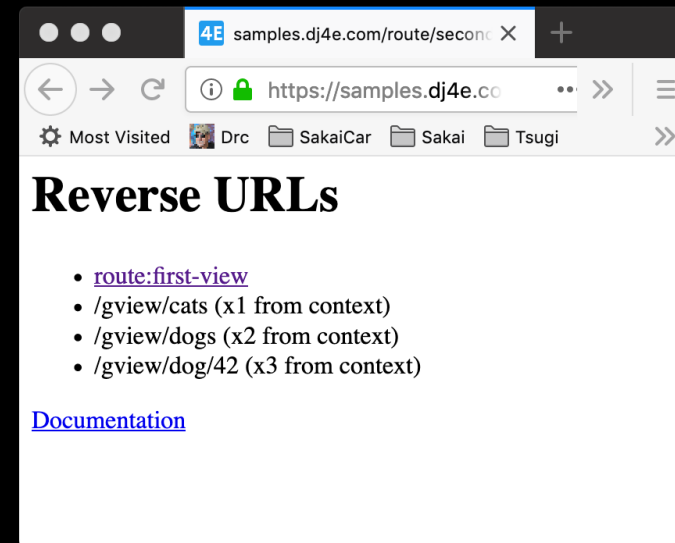 4E samples.dj4e.com/route/secon
https://samples.dj4e.co
Most Visited Drc SakaiCar Sakai Tsugi
Reverse URLs
route:first-view
/gview/cats (x1 from context)
/gview/dogs (x2 from context)
/gview/dog/42 (x3 from context)
Documentation